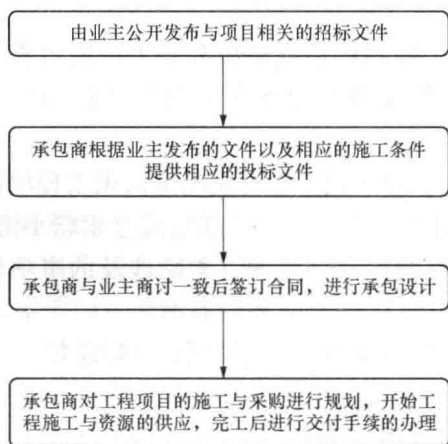 由业主公开发布与项目相关的招标文件
承包商根据业主发布的文件以及相应的施工条件
提供相应的投标文件
承包商与业主商讨一致后签订合同，进行承包设计
承包商对工程项目的施工与采购进行规划，开始工
程施工与资源的供应，完工后进行交付手续的办理